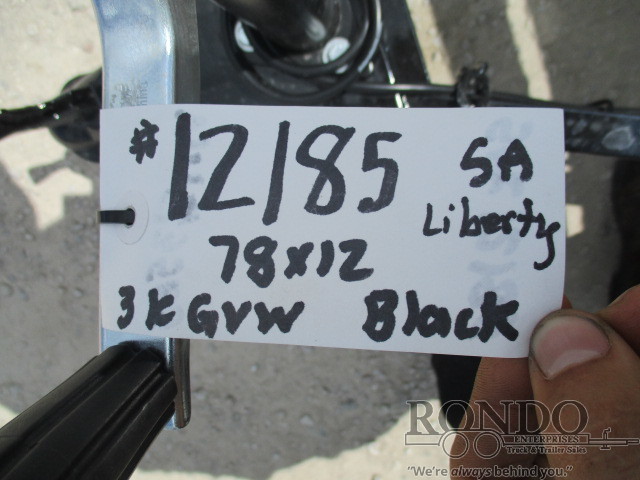 #12185
SA
Liberty
78x12
3K GVW Black
RONDO
ENTERPRISES
Truck & Trailer Sales
"We're always behind you."